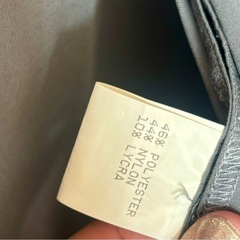 46% POLYESTER
44% NYLON
10% LYCRA